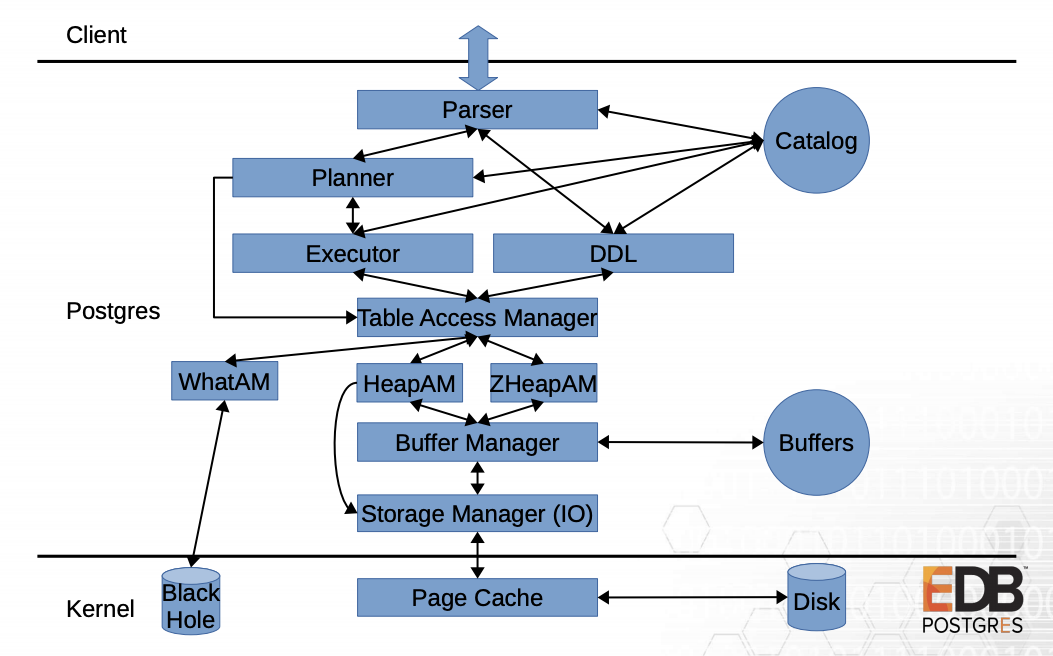 Client
Parser
Catalog
Planner
Executor
DDL
Postgres
Table Access Manager
WhatAM
HeapAM
ZHeapAM
Buffer Manager
Buffers
Storage Manager (IO)
Kernel
Black
Hole
Page Cache
Disk
EDB
POSTGRES